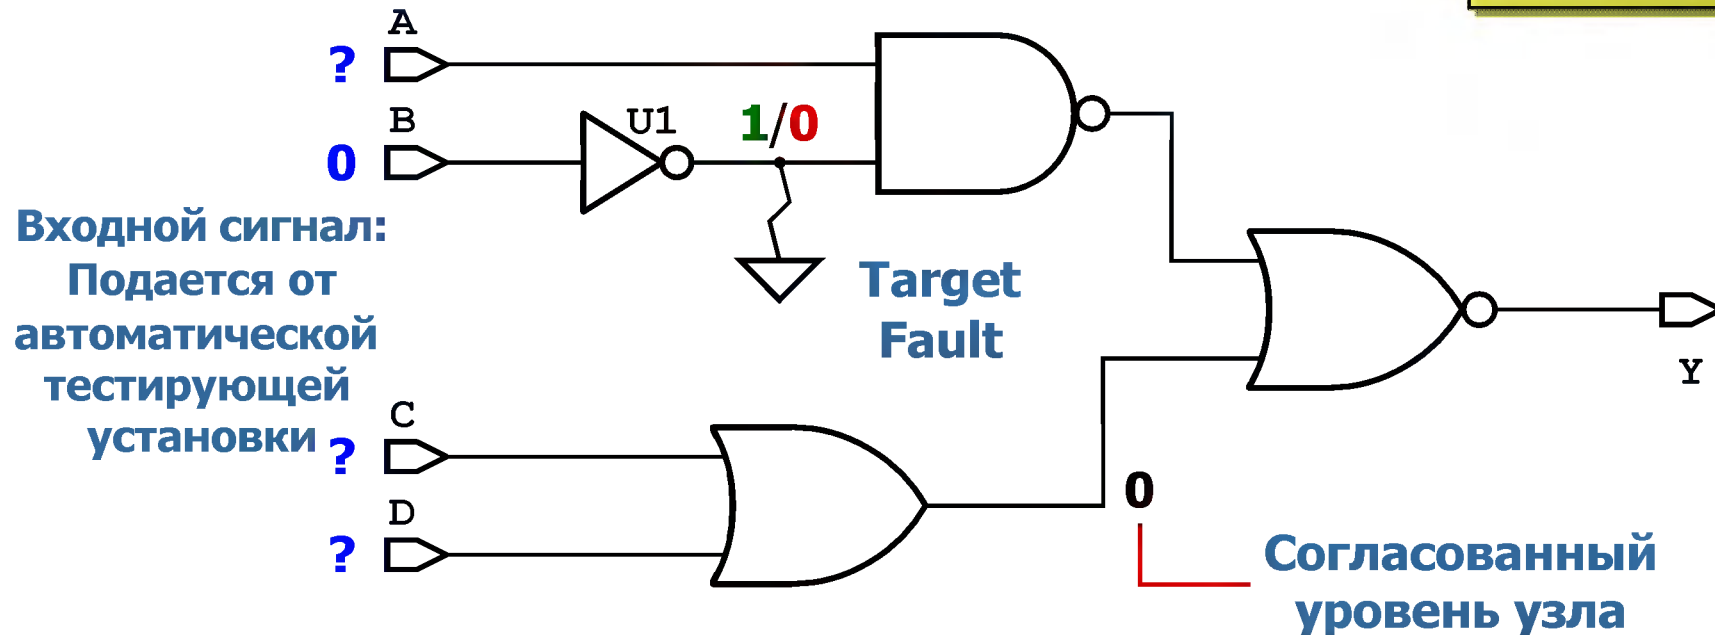 A
?
B
0
U1
1/0
Входной сигнал:
Подается от
автоматической
тестирующей
установки
Target
Fault
C
?
D
?
0
Y
Согласованный
уровень узла